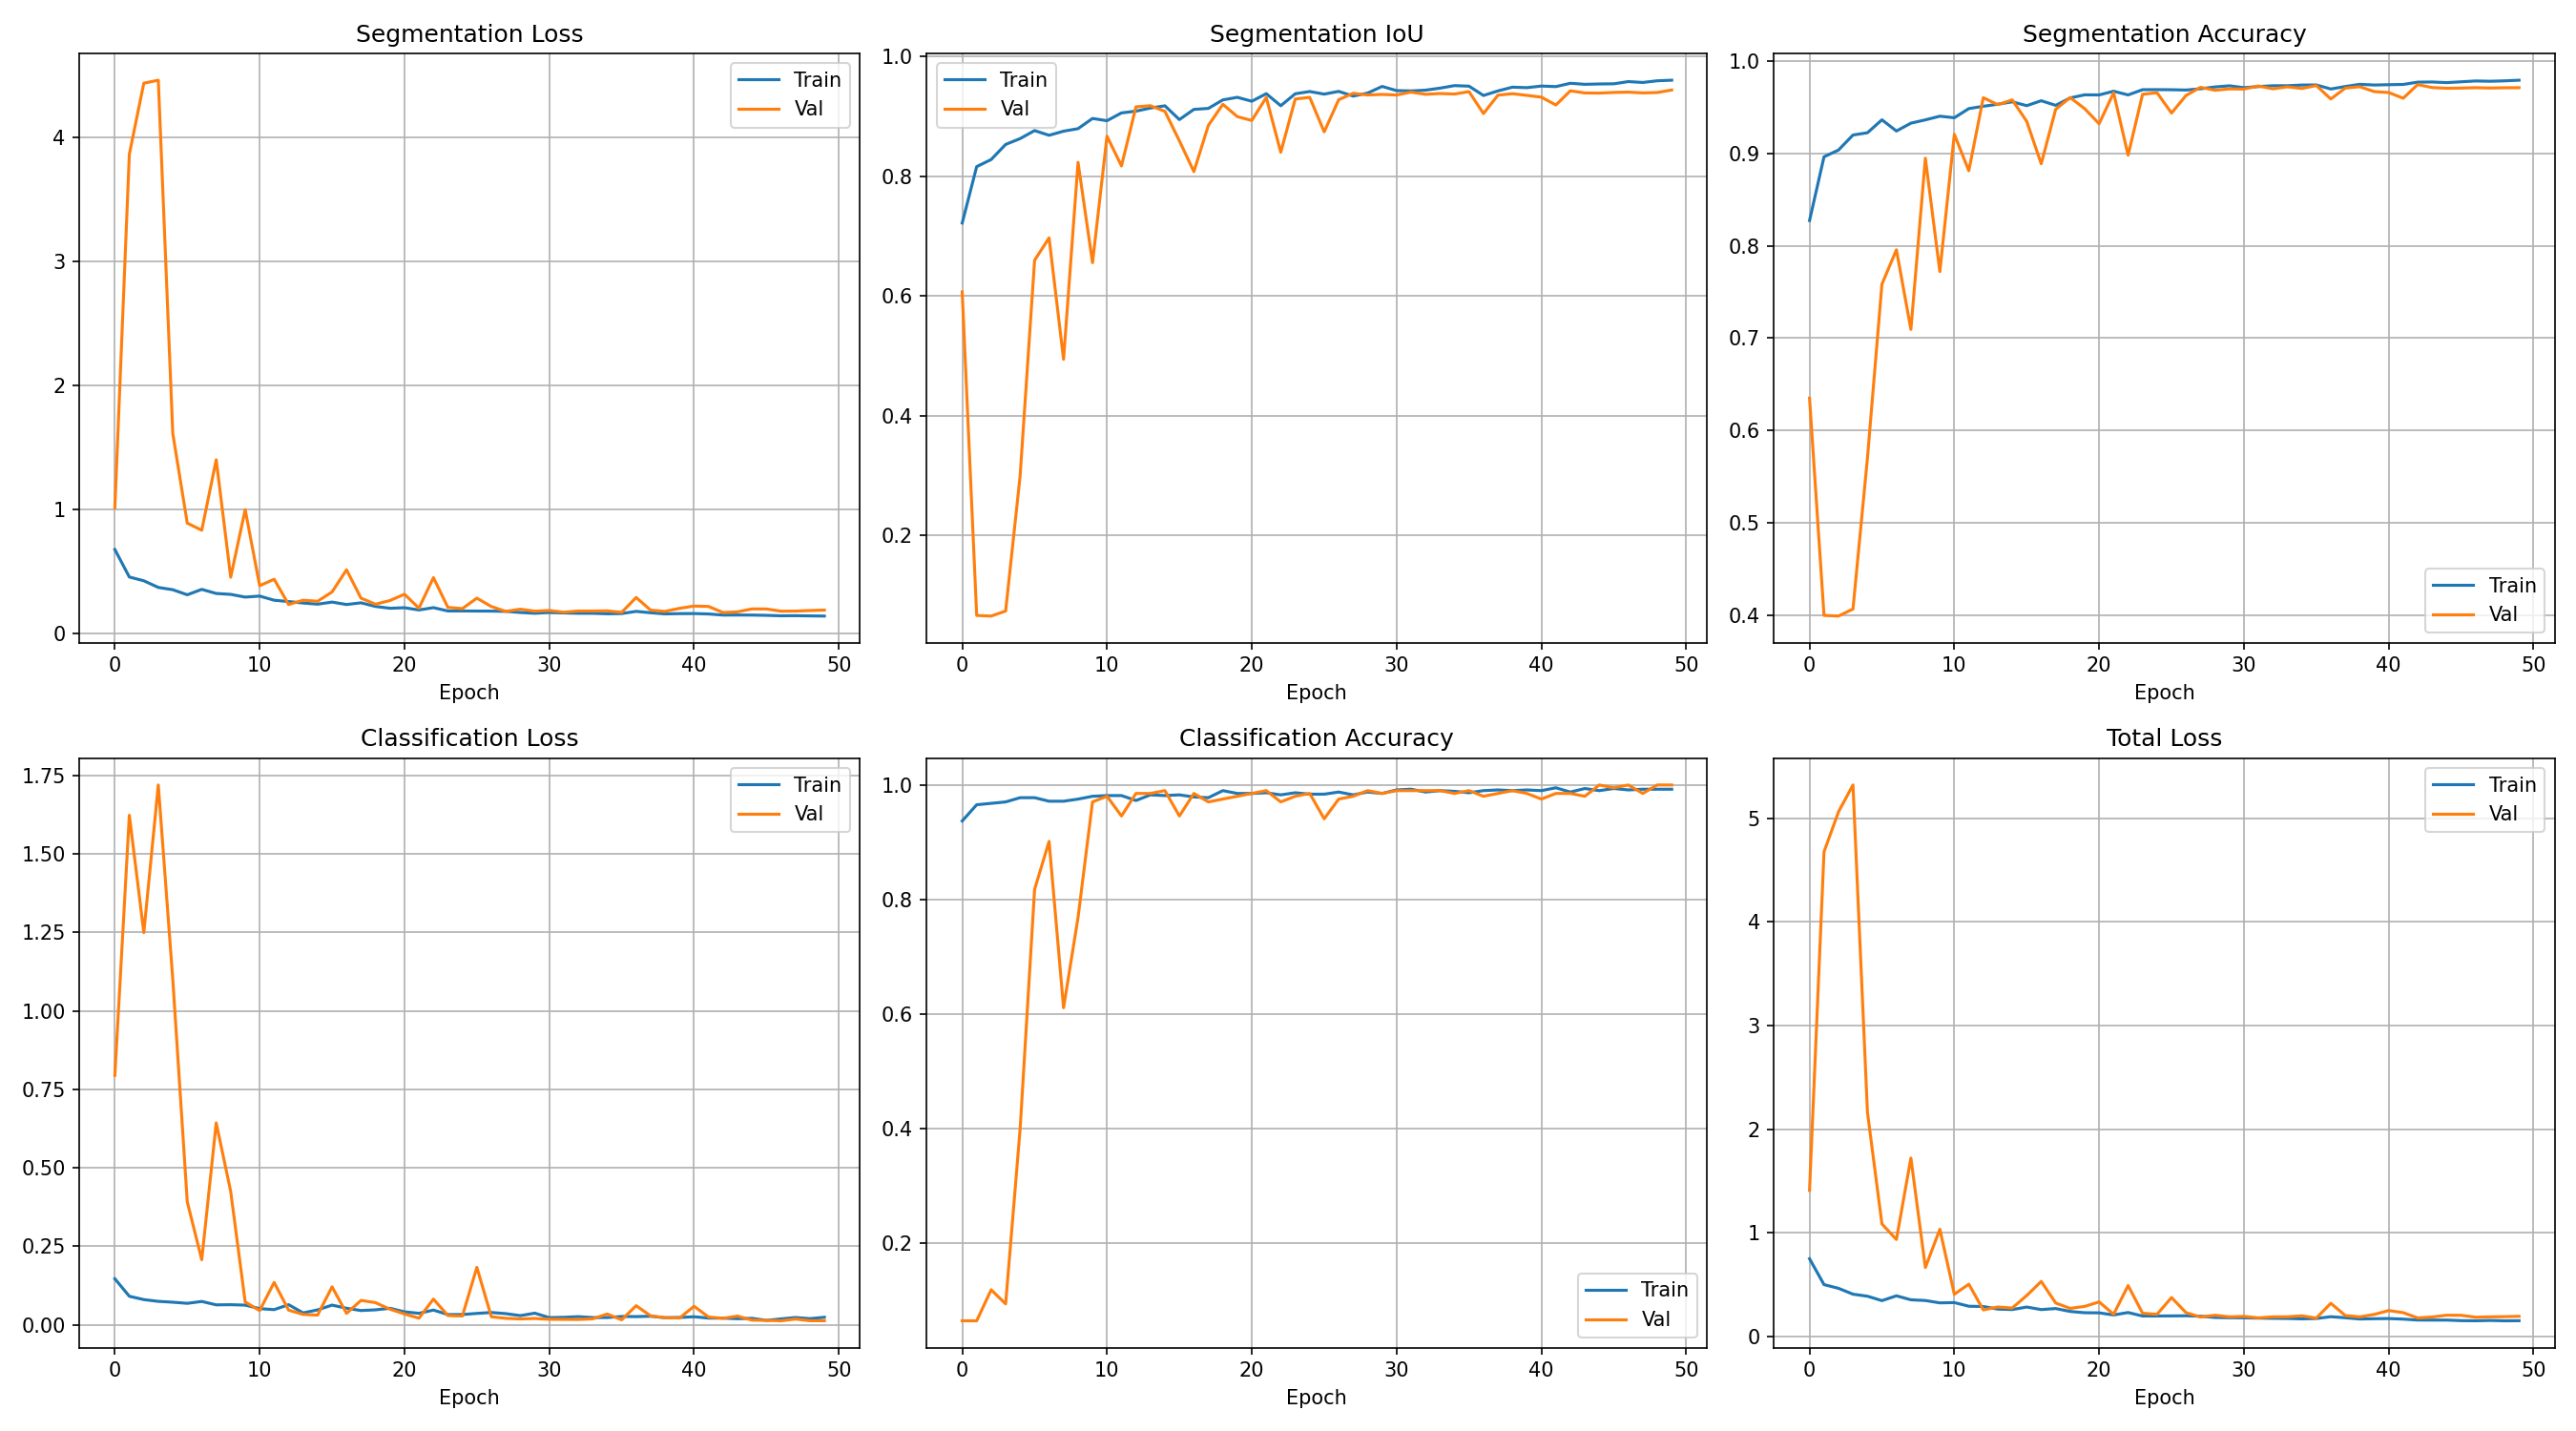 Segmentation Loss
Train
Val
4
3
2
1
0
0 10 20 30 40 50
Epoch
Segmentation IoU
Train
Val
1.0
0.8
0.6
0.4
0.2
0 10 20 30 40 50
Epoch
Segmentation Accuracy
1.0
0.9
0.8
0.7
0.6
0.5
0.4
Train
Val
0 10 20 30 40 50
Epoch
Classification Loss
Train
Val
1.75
1.50
1.25
1.00
0.75
0.50
0.25
0.00
0 10 20 30 40 50
Epoch
Classification Accuracy
1.0
0.8
0.6
0.4
0.2
Train
Val
0 10 20 30 40 50
Epoch
Total Loss
Train
Val
5
4
3
2
1
0
0 10 20 30 40 50
Epoch